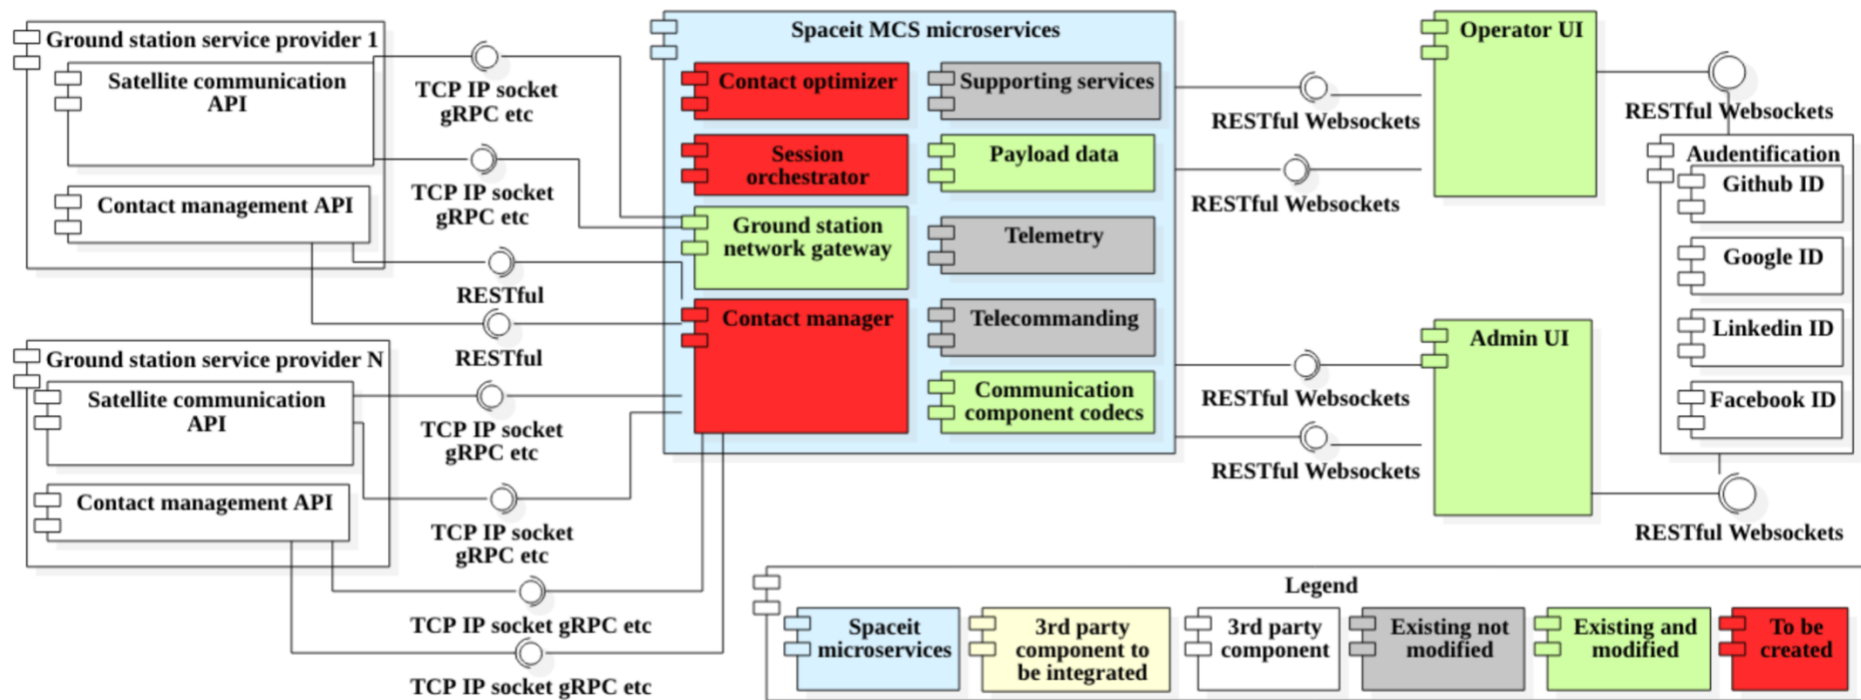 Ground station service provider 1
Satellite communication
API
Contact management API
TCP IP socket
gRPC etc
TCP IP socket
gRPC etc
RESTful
RESTful
Ground station service provider N
Satellite communication
API
Contact management API
TCP IP socket
gRPC etc
TCP IP socket
gRPC etc
TCP IP socket gRPC etc
TCP IP socket gRPC etc
Spaceit MCS microservices
Contact optimizer
Session
orchestrator
Ground station
network gateway
Contact manager
Supporting services
Payload data
Telemetry
Telecommanding
Communication
component codecs
RESTful Websockets
RESTful Websockets
RESTful Websockets
RESTful Websockets
Operator UI
Admin UI
RESTful Websockets
Audentification
Github ID
Google ID
Linkedin ID
Facebook ID
RESTful Websockets
Legend
Spaceit
microservices
3rd party
component to
be integrated
3rd party
component
Existing not
modified
Existing and
modified
To be
created